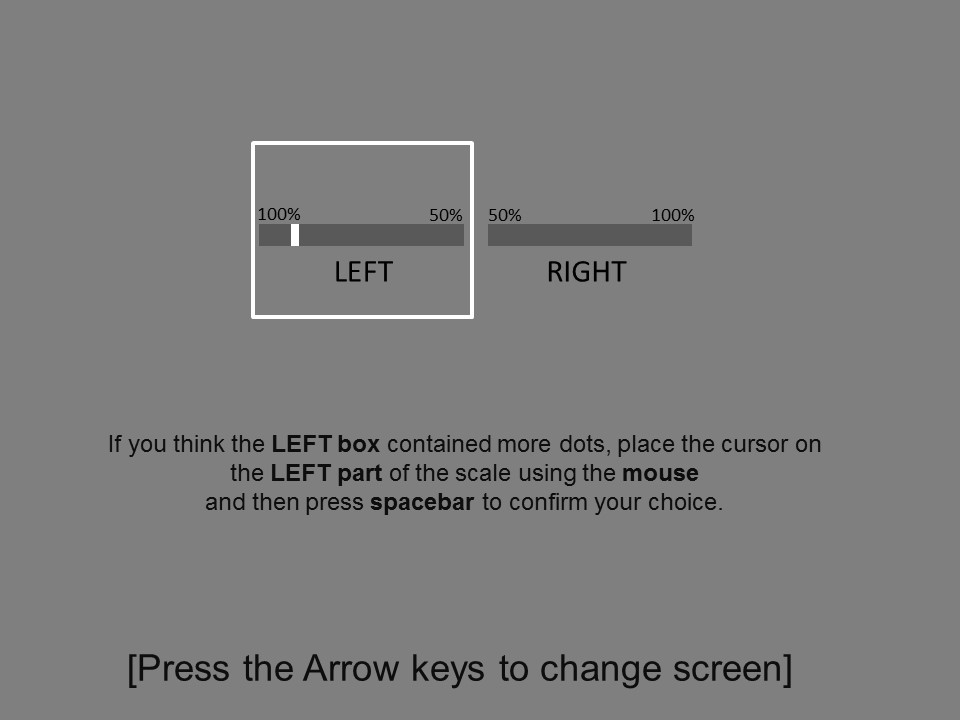 100% 50% 50% 100%
LEFT RIGHT
If you think the LEFT box contained more dots, place the cursor on
the LEFT part of the scale using the mouse
and then press spacebar to confirm your choice.
[Press the Arrow keys to change screen]